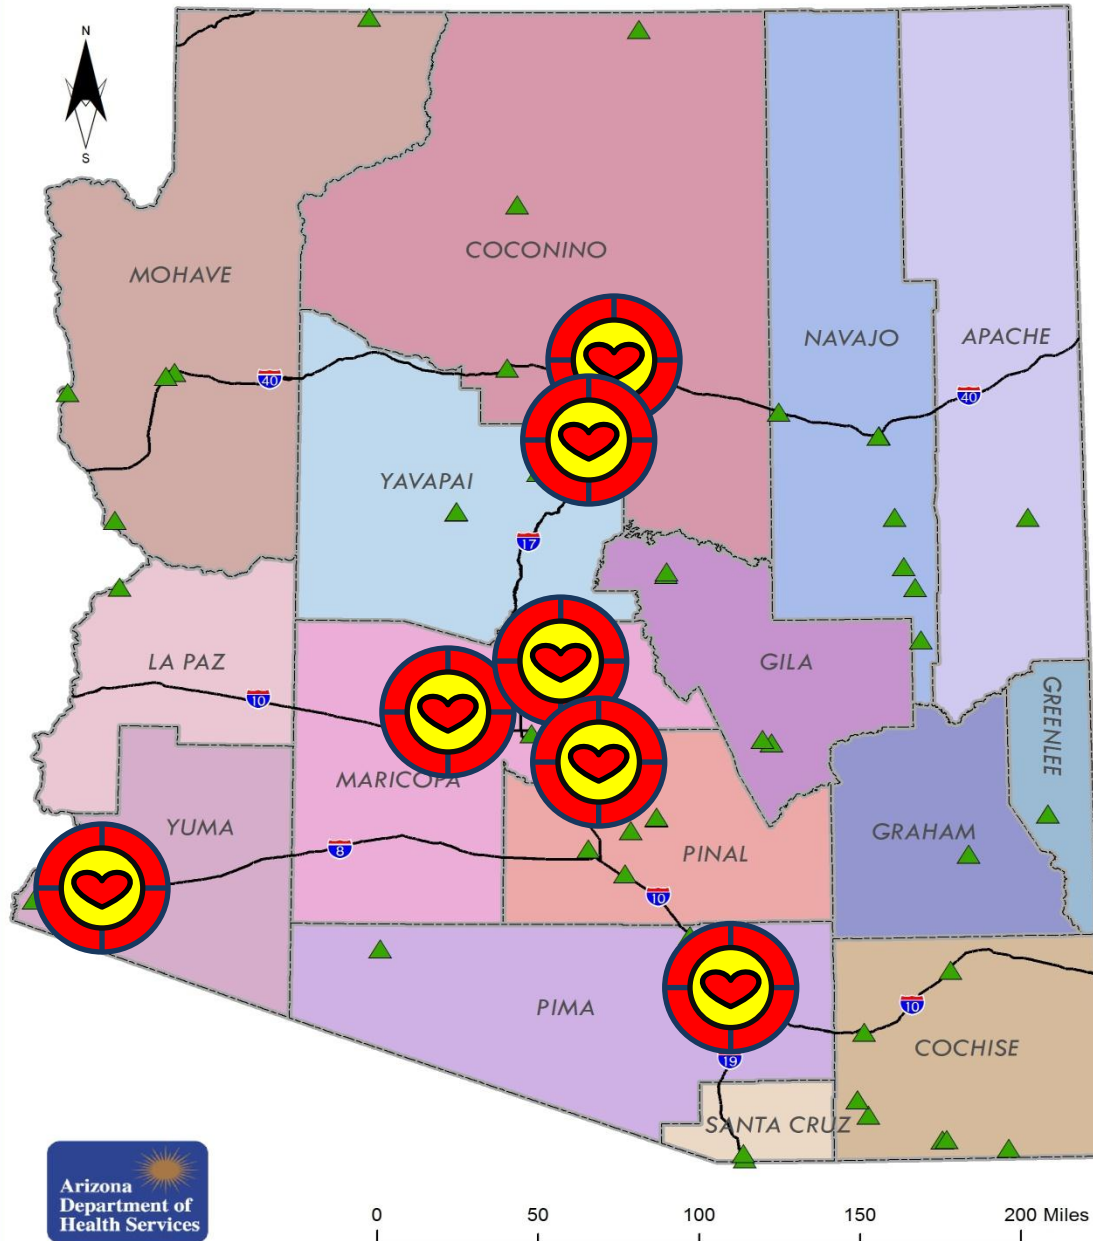 N
S
COCONINO
MOHAVE
NAVAJO
APACHE
40
40
YAVAPAI
17
LA PAZ
GILA
GREENLEE
10
MARICOPA
YUMA
GRAHAM
8
PINAL
10
PIMA
10
COCHISE
19
SANTA CRUZ
Arizona
Department of
Health Services
0 50 100 150 200 Miles